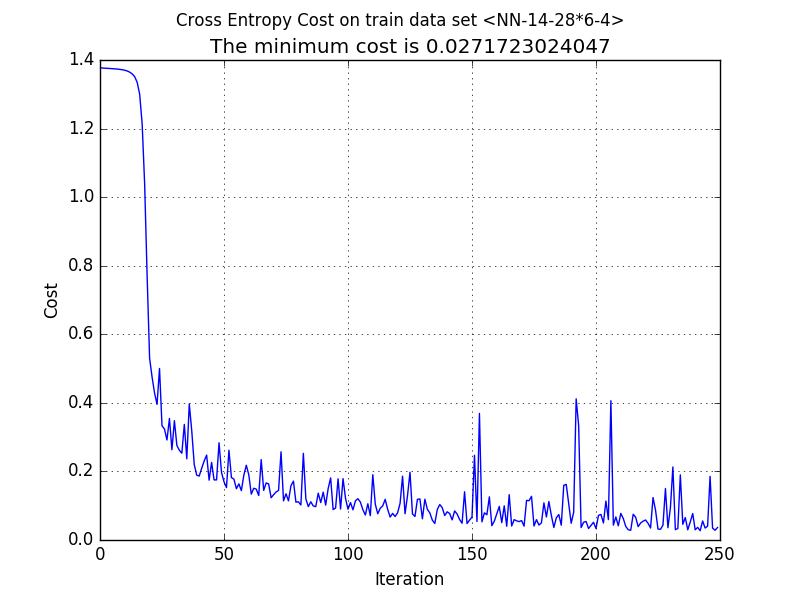 Cross Entropy Cost on train data set <NN-14-28*6-4>
The minimum cost is 0.0271723024047
1.4
1.2
1.0
0.8
0.6
0.4
0.2
0.0
Cost
0 50 100 150 200 250
Iteration